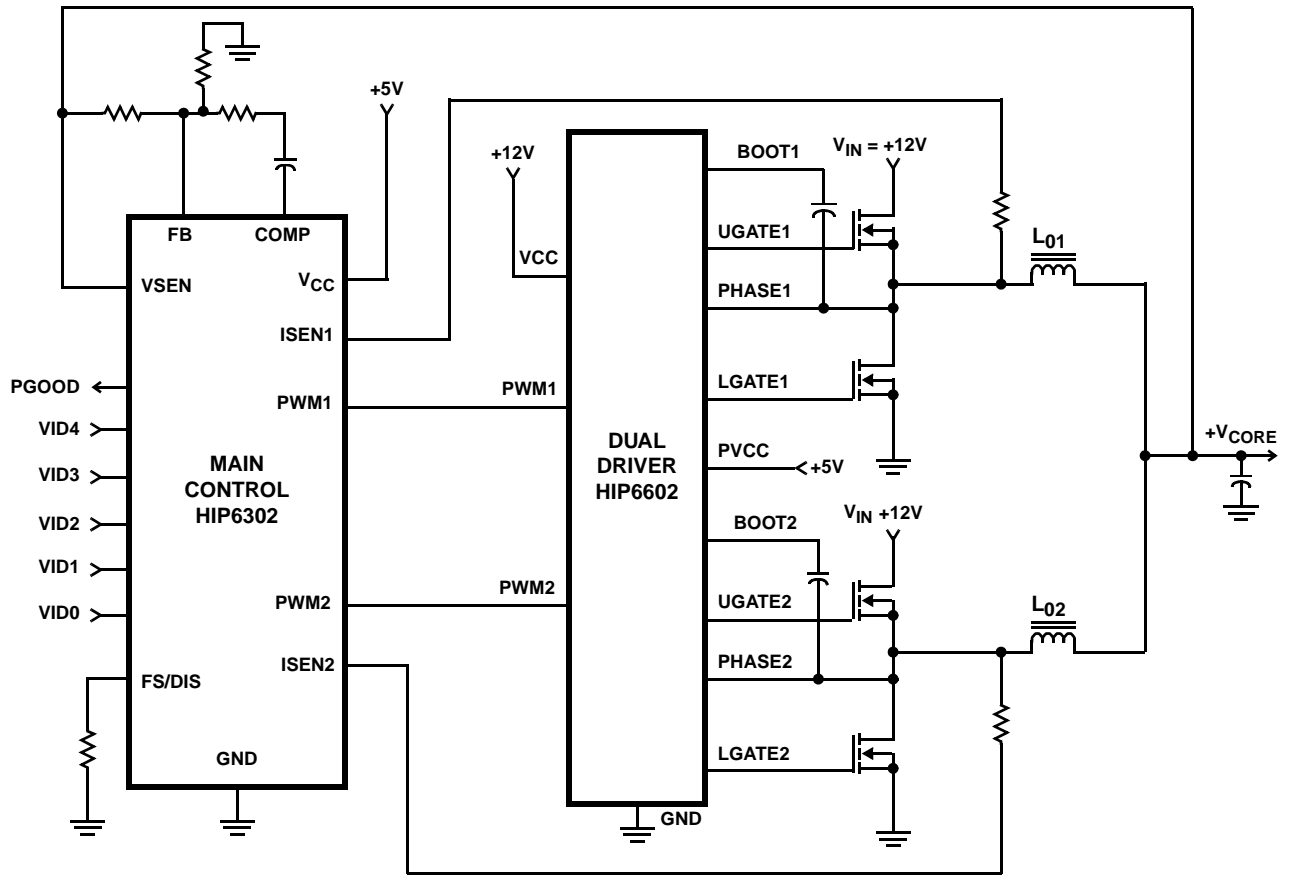 +5V
+12V
BOOT1
V_IN = +12V
FB
COMP
UGATE1
L_01
VCC
VSEN
V_CC
PHASE1
ISEN1
PGOOD
PWM1
PWM1
LGATE1
VID4
+V_CORE
DUAL
DRIVER
HIP6602
PVCC
+5V
MAIN
CONTROL
HIP6302
VID3
VID2
BOOT2
V_IN +12V
VID1
PWM2
PWM2
UGATE2
L_02
VID0
ISEN2
PHASE2
FS/DIS
LGATE2
GND
GND